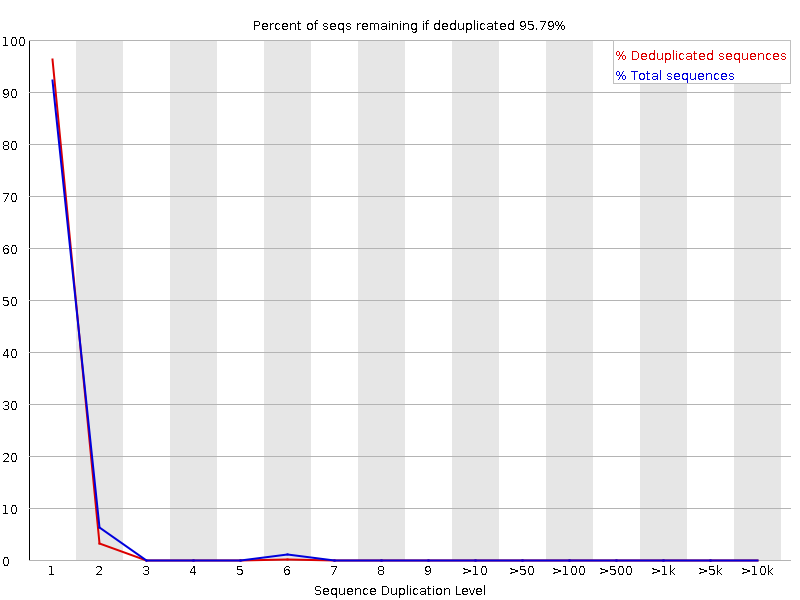 Percent of seqs remaining if deduplicated 95.79%
% Deduplicated sequences
% Total sequences
100
90
80
70
60
50
40
30
20
10
0
1 2 3 4 5 6 7 8 9 >10 >50 >100 >500 >1k >5k >10k
Sequence Duplication Level